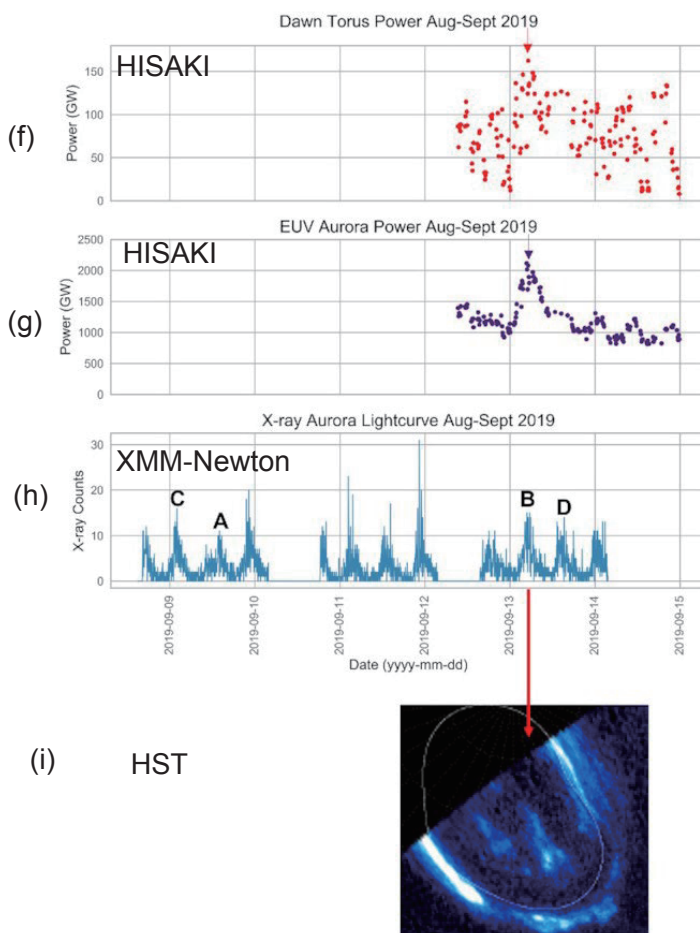 Dawn Torus Power Aug-Sept 2019
HISAKI
(f)
Power (GW)
150
100
50
0
EUV Aurora Power Aug-Sept 2019
HISAKI
(g)
Power (GW)
2500
2000
1500
1000
500
0
X-ray Aurora Lightcurve Aug-Sept 2019
XMM-Newton
(h)
X-ray Counts
30
20
10
0
C
A
B
D
2019-09-09
2019-09-10
2019-09-11
2019-09-12
2019-09-13
2019-09-14
2019-09-15
Date (yyyy-mm-dd)
(i)
HST